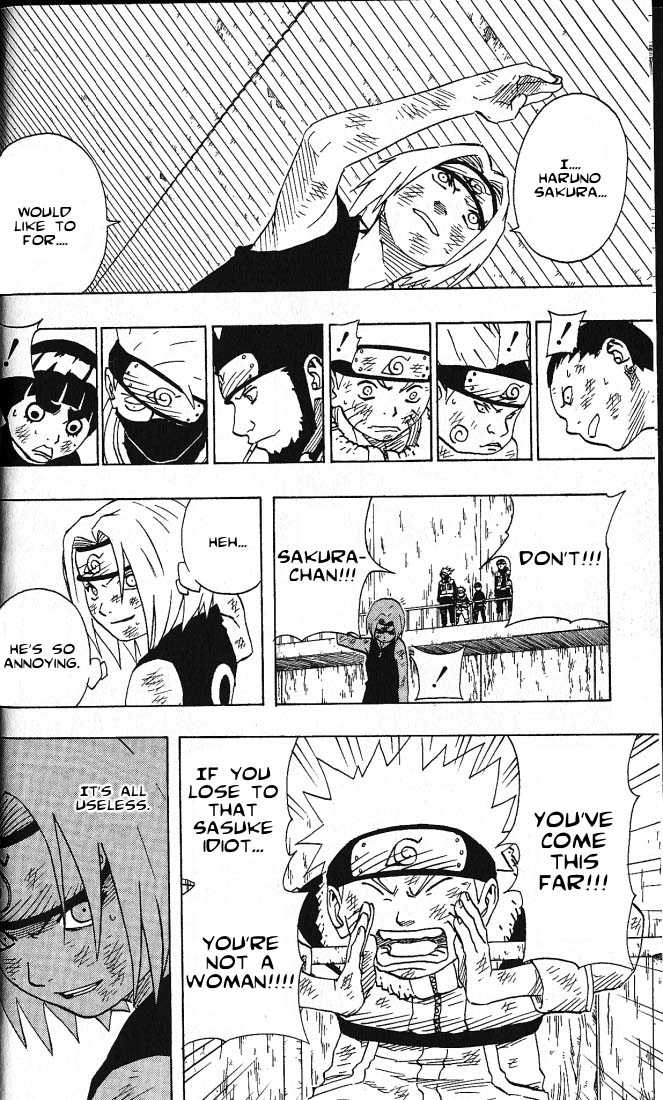 I....
HARUNO
SAKURA...
WOULD
LIKE TO
FOR....
!
!
!
!
DON'T!!!
SAKURA-
CHAN!!!
!
HEH...
HE'S SO
ANNOYING.
YOU'VE
COME
THIS
FAR!!!
IF YOU
LOSE TO
THAT
SASUKE
IDIOT...
YOU'RE
NOT A
WOMAN!!!!
IT'S ALL
USELESS.